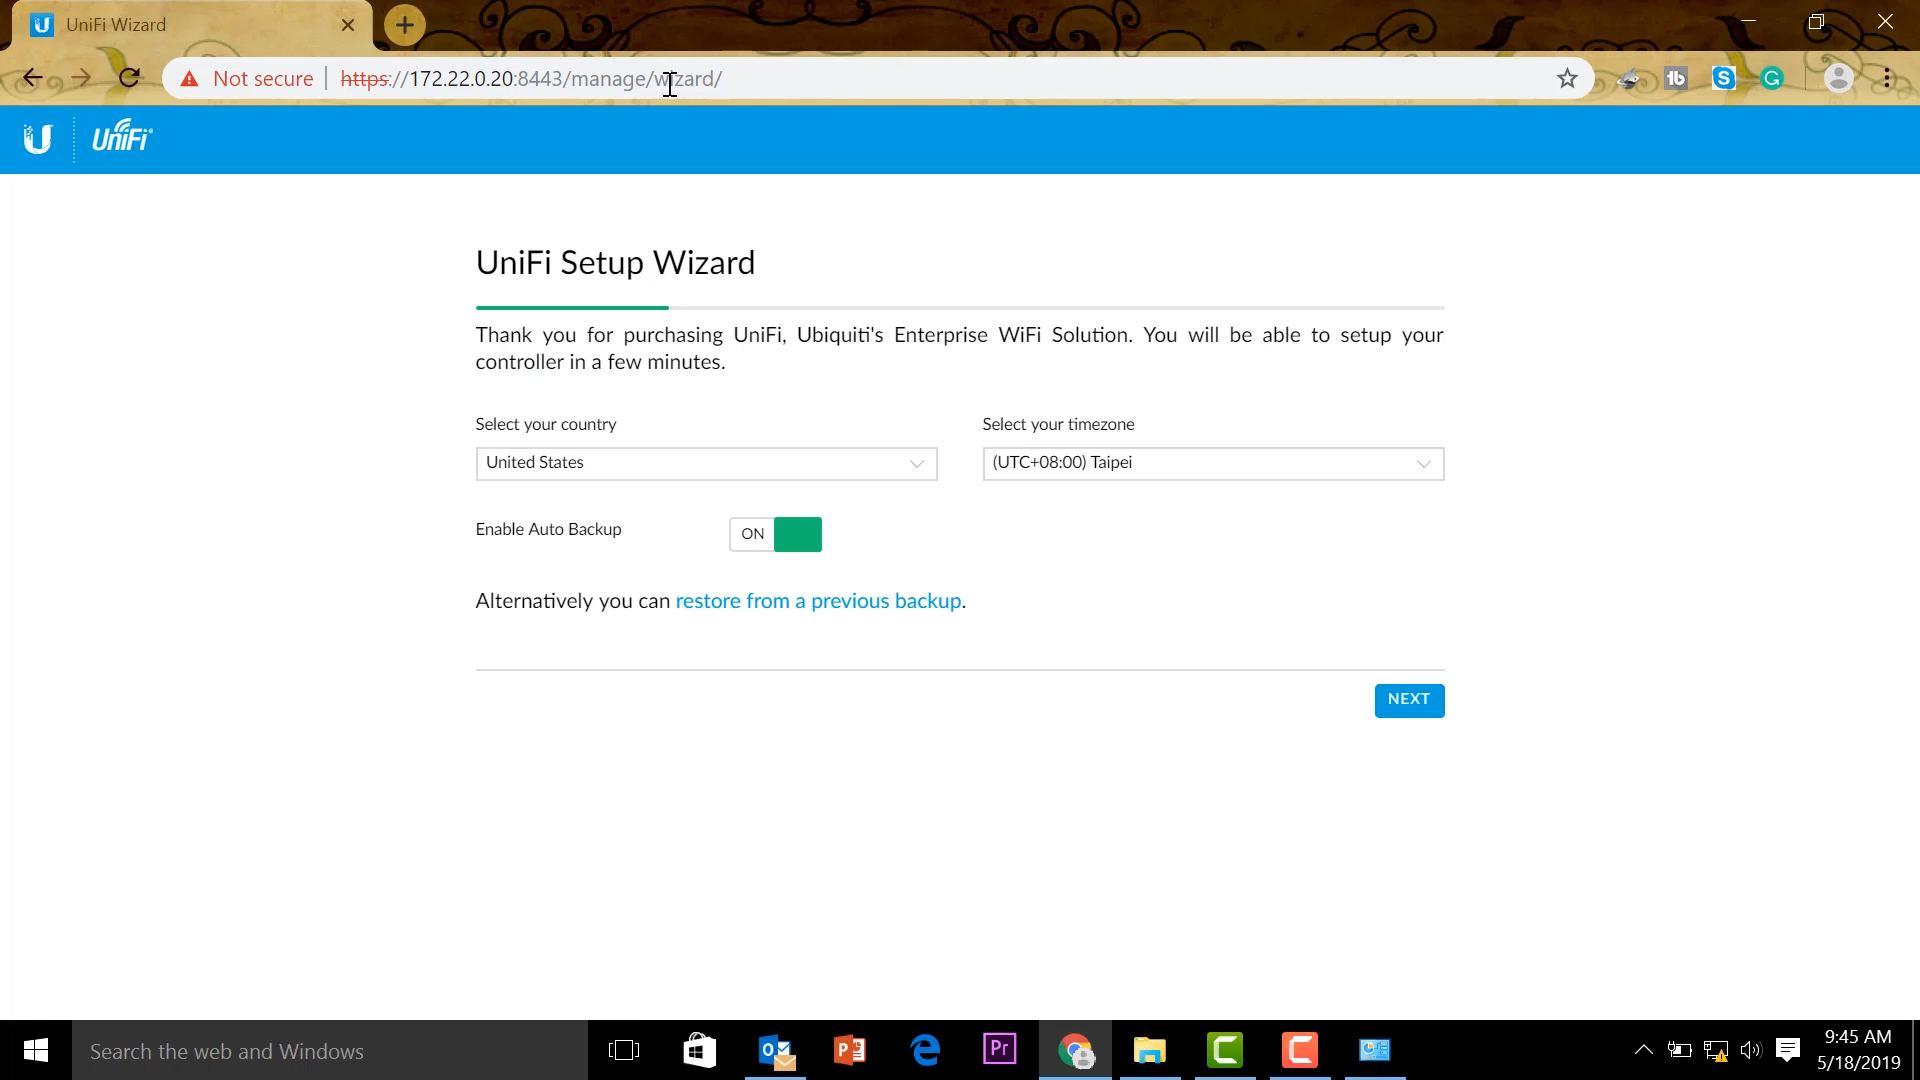 UniFi Wizard
Not secure https://172.22.0.20:8443/manage/wizard/
UniFi
UniFi Setup Wizard
Thank you for purchasing UniFi, Ubiquiti's Enterprise WiFi Solution. You will be able to setup your
controller in a few minutes.
Select your country
Select your timezone
United States
(UTC+08:00) Taipei
Enable Auto Backup
ON
Alternatively you can restore from a previous backup.
NEXT
Search the web and Windows
9:45 AM
5/18/2019